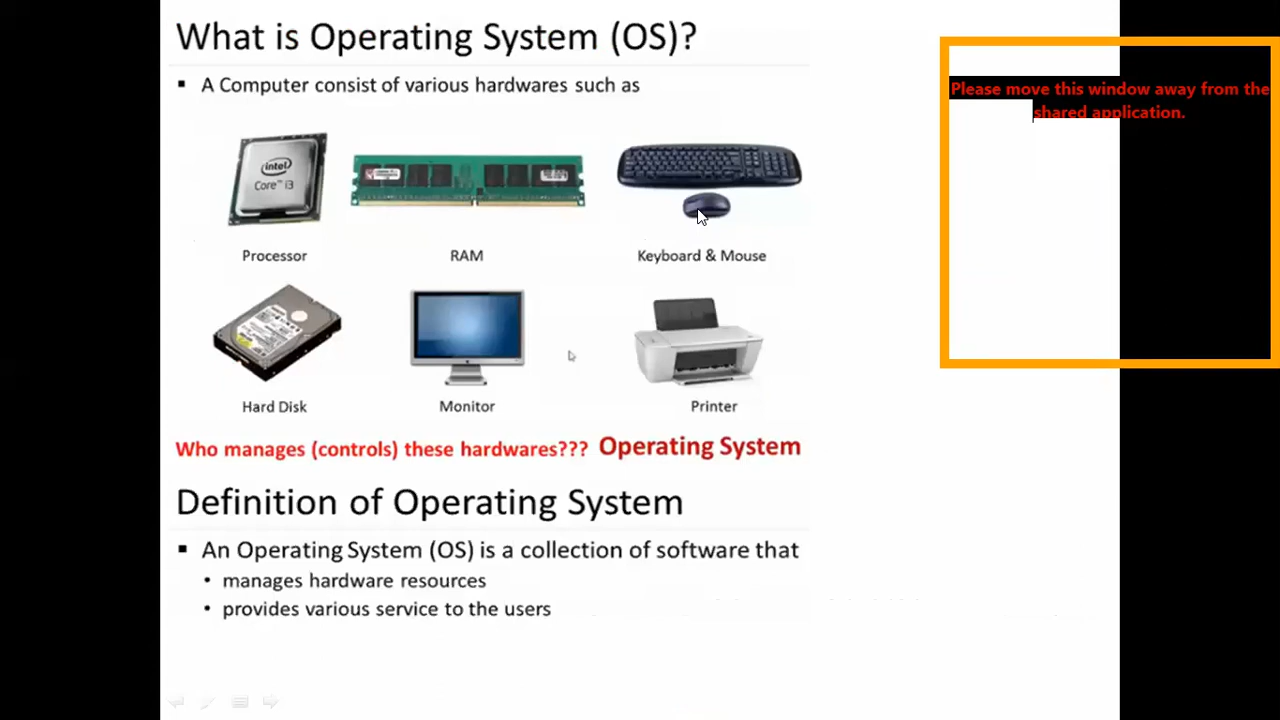 What is Operating System (OS)?
▪ A Computer consist of various hardwares such as
Please move this window away from the
shared application.
intel
Core™ i3
Processor
RAM
Keyboard & Mouse
Hard Disk
Monitor
Printer
Who manages (controls) these hardwares??? Operating System
Definition of Operating System
▪ An Operating System (OS) is a collection of software that
• manages hardware resources
• provides various service to the users